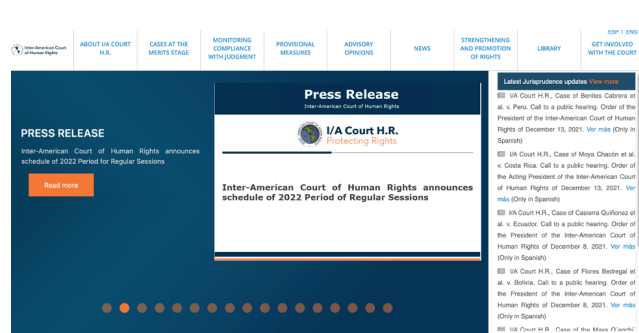 ESP | ENG
Inter-American Court
of Human Rights
ABOUT I/A COURT
H.R.
CASES AT THE
MERITS STAGE
MONITORING
COMPLIANCE
WITH JUDGMENT
PROVISIONAL
MEASURES
ADVISORY
OPINIONS
NEWS
STRENGTHENING
AND PROMOTION
OF RIGHTS
LIBRARY
GET INVOLVED
WITH THE COURT
PRESS RELEASE
Inter-American Court of Human Rights announces
schedule of 2022 Period for Regular Sessions
Read more
Press Release
Inter-American Court of Human Rights
I/A Court H.R.
Protecting Rights
Inter-American Court of Human Rights announces
schedule of 2022 Period of Regular Sessions
Latest Jurisprudence updates View more
I/A Court H.R., Case of Benites Cabrera et
al. v. Peru. Call to a public hearing. Order of the
President of the Inter-American Court of Human
Rights of December 13, 2021. Ver más (Only in
Spanish)
I/A Court H.R., Case of Moya Chacón et al.
v. Costa Rica. Call to a public hearing. Order of
the Acting President of the Inter-American Court
of Human Rights of December 13, 2021. Ver
más (Only in Spanish)
I/A Court H.R., Case of Casierra Quiñonez et
al. v. Ecuador. Call to a public hearing. Order of
the President of the Inter-American Court of
Human Rights of December 8, 2021. Ver más
(Only in Spanish)
I/A Court H.R., Case of Flores Bedregal et
al. v. Bolivia. Call to a public hearing. Order of
the President of the Inter-American Court of
Human Rights of December 8, 2021. Ver más
(Only in Spanish)
I/A Court H.R., Case of the Maya